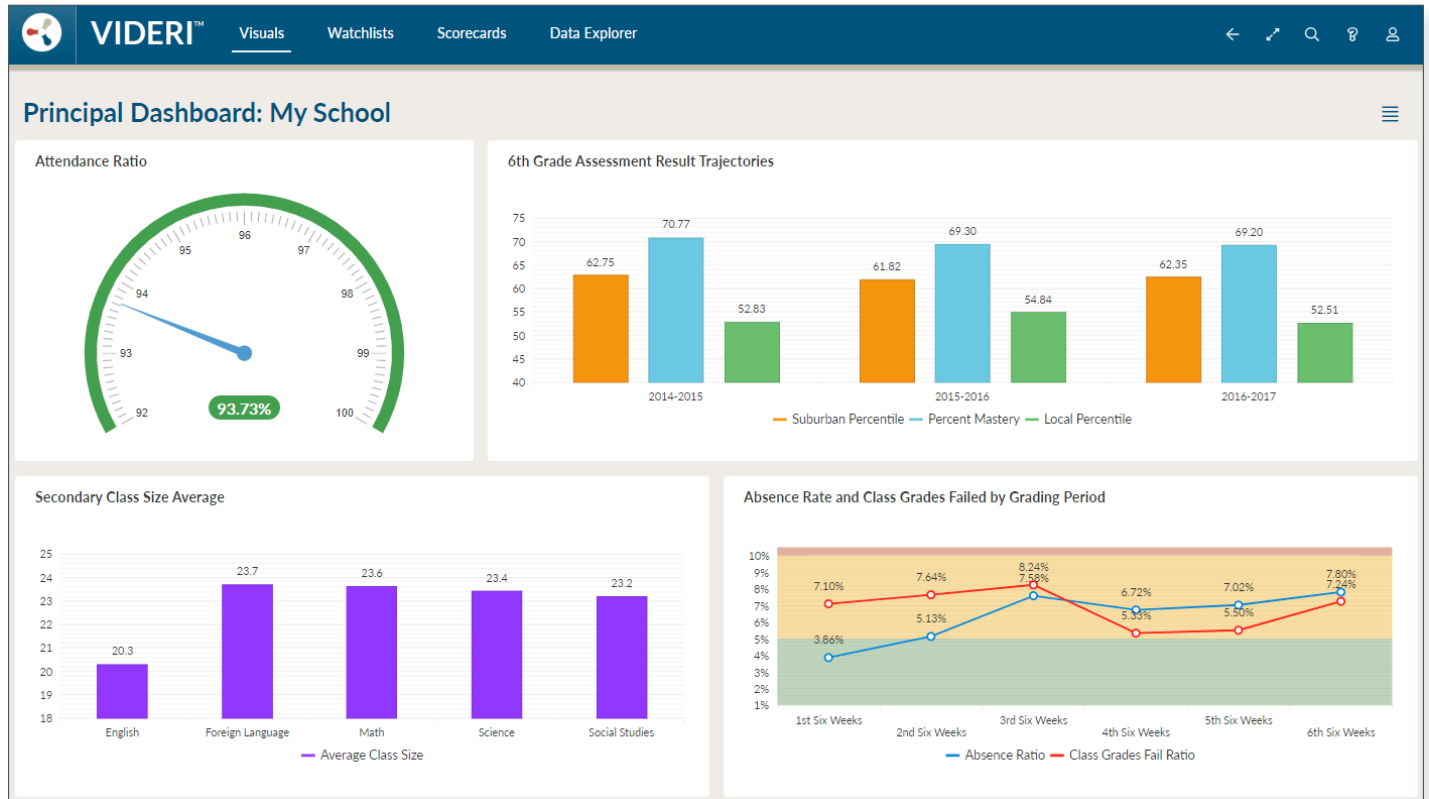 VIDERI™ Visuals Watchlists Scorecards Data Explorer
Principal Dashboard: My School
Attendance Ratio
96
95 97
94 98
93 99
92 100
93.73%
6th Grade Assessment Result Trajectories
75
70
65
60
55
50
45
40
62.75 70.77 52.83
61.82 69.30 54.84
62.35 69.20 52.51
2014-2015 2015-2016 2016-2017
Suburban Percentile Percent Mastery Local Percentile
Secondary Class Size Average
25
24
23
22
21
20
19
18
20.3 23.7 23.6 23.4 23.2
English Foreign Language Math Science Social Studies
Average Class Size
Absence Rate and Class Grades Failed by Grading Period
10%
9%
8%
7%
6%
5%
4%
3%
2%
1%
7.10% 7.64% 8.24% 5.33% 5.50% 7.24%
3.86% 5.13% 7.58% 6.72% 7.02% 7.80%
1st Six Weeks 2nd Six Weeks 3rd Six Weeks 4th Six Weeks 5th Six Weeks 6th Six Weeks
Absence Ratio Class Grades Fail Ratio